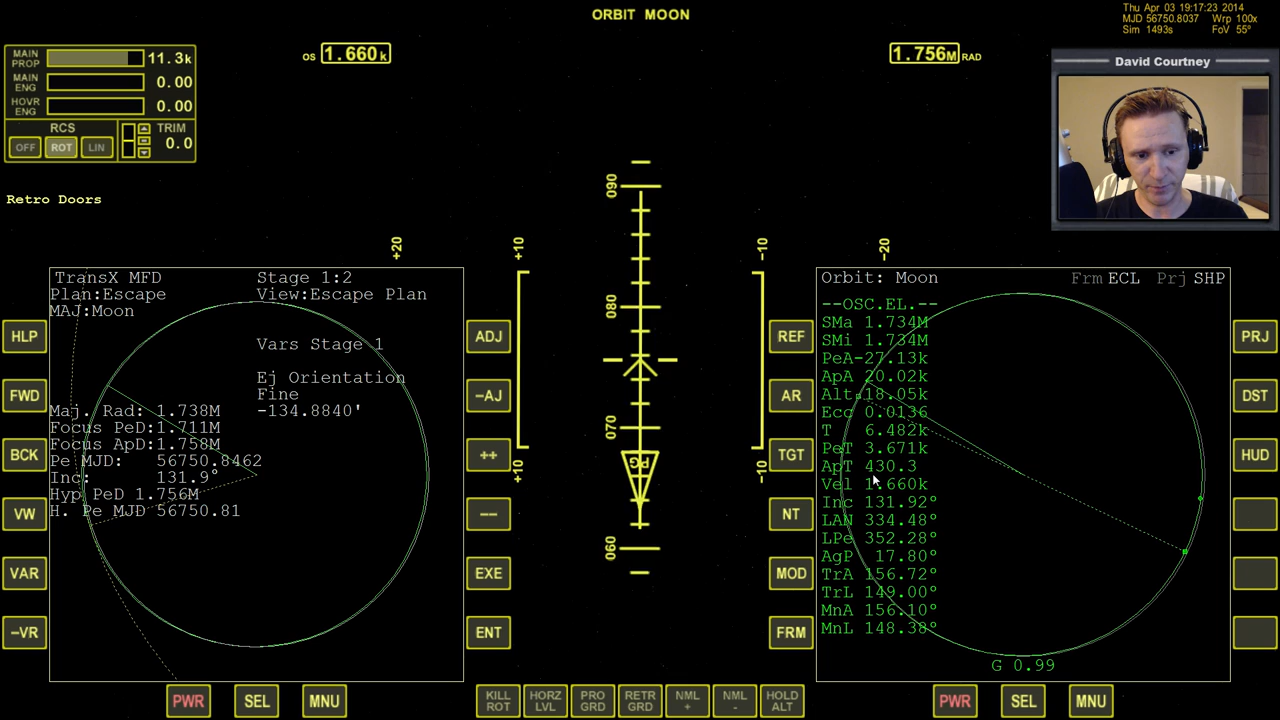 ORBIT MOON
Thu Apr 03 19:17:23 2014
MJD 56750.8037 Wrp 100x
Sim 1493s FoV 55°
MAIN PROP 11.3k
MAIN ENG 0.00
HOVR ENG 0.00
RCS TRIM
OFF ROT LIN 0.0
OS 1.660k
1.756M RAD
David Courtney
Retro Doors
090
080
070
060
+20
+10
-10
-20
+10
-10
PG
TransX MFD Stage 1:2
Plan:Escape View:Escape Plan
MAJ:Moon
Vars Stage 1
Ej Orientation
Fine
-134.8840'
Maj. Rad: 1.738M
Focus PeD:1.711M
Focus ApD:1.758M
Pe MJD: 56750.8462
Inc: 131.9°
Hyp PeD 1.756M
H. Pe MJD 56750.81
HLP
FWD
BCK
VW
VAR
-VR
ADJ
-AJ
++
--
EXE
ENT
PWR SEL MNU
KILL ROT
HORZ LVL
PRO GRD
RETR GRD
NML +
NML -
HOLD ALT
Orbit: Moon Frm ECL Prj SHP
--OSC.EL.--
SMa 1.734M
SMi 1.734M
PeA-27.13k
ApA 20.02k
Alt 18.05k
Ecc 0.0136
T 6.482k
PeT 3.671k
ApT 430.3
Vel 1.660k
Inc 131.92°
LAN 334.48°
LPe 352.28°
AgP 17.80°
TrA 156.72°
TrL 149.00°
MnA 156.10°
MnL 148.38°
G 0.99
REF
AR
TGT
NT
MOD
FRM
PRJ
DST
HUD
PWR SEL MNU